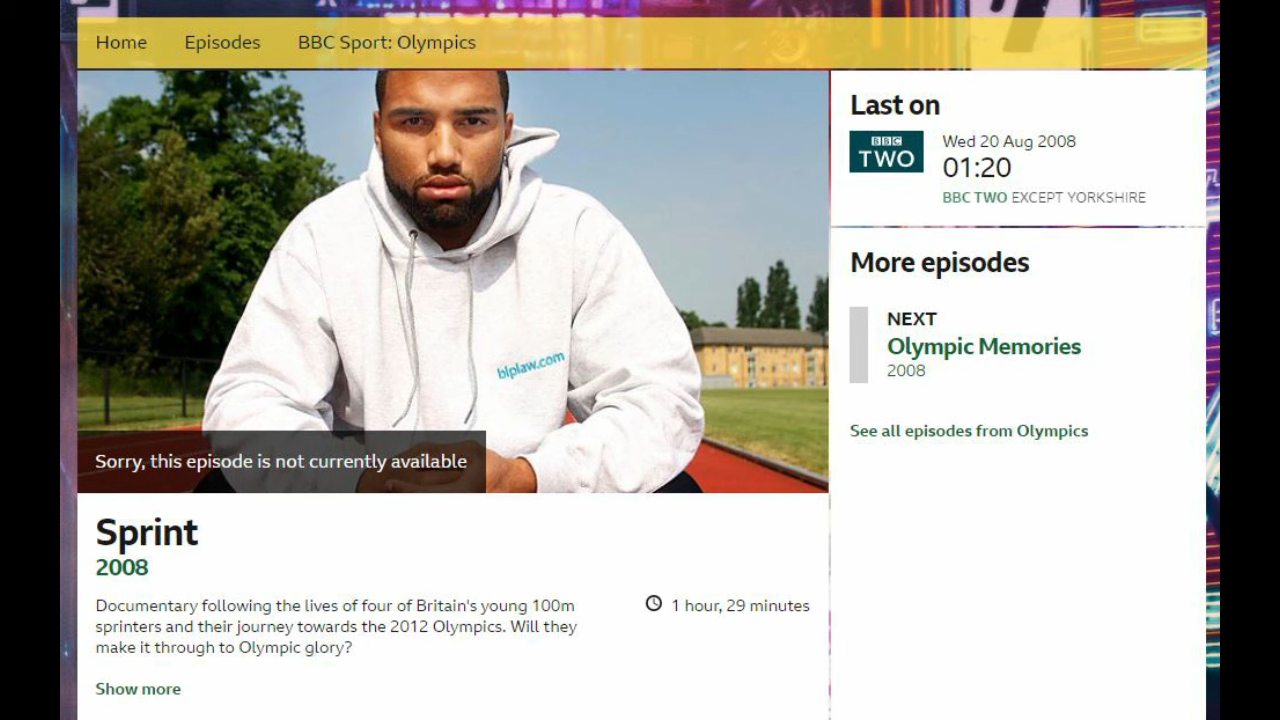 Home Episodes BBC Sport: Olympics
blplaw.com
Sorry, this episode is not currently available
Sprint
2008
Documentary following the lives of four of Britain's young 100m
sprinters and their journey towards the 2012 Olympics. Will they
make it through to Olympic glory?
1 hour, 29 minutes
Show more
Last on
BBC
TWO
Wed 20 Aug 2008
01:20
BBC TWO EXCEPT YORKSHIRE
More episodes
NEXT
Olympic Memories
2008
See all episodes from Olympics